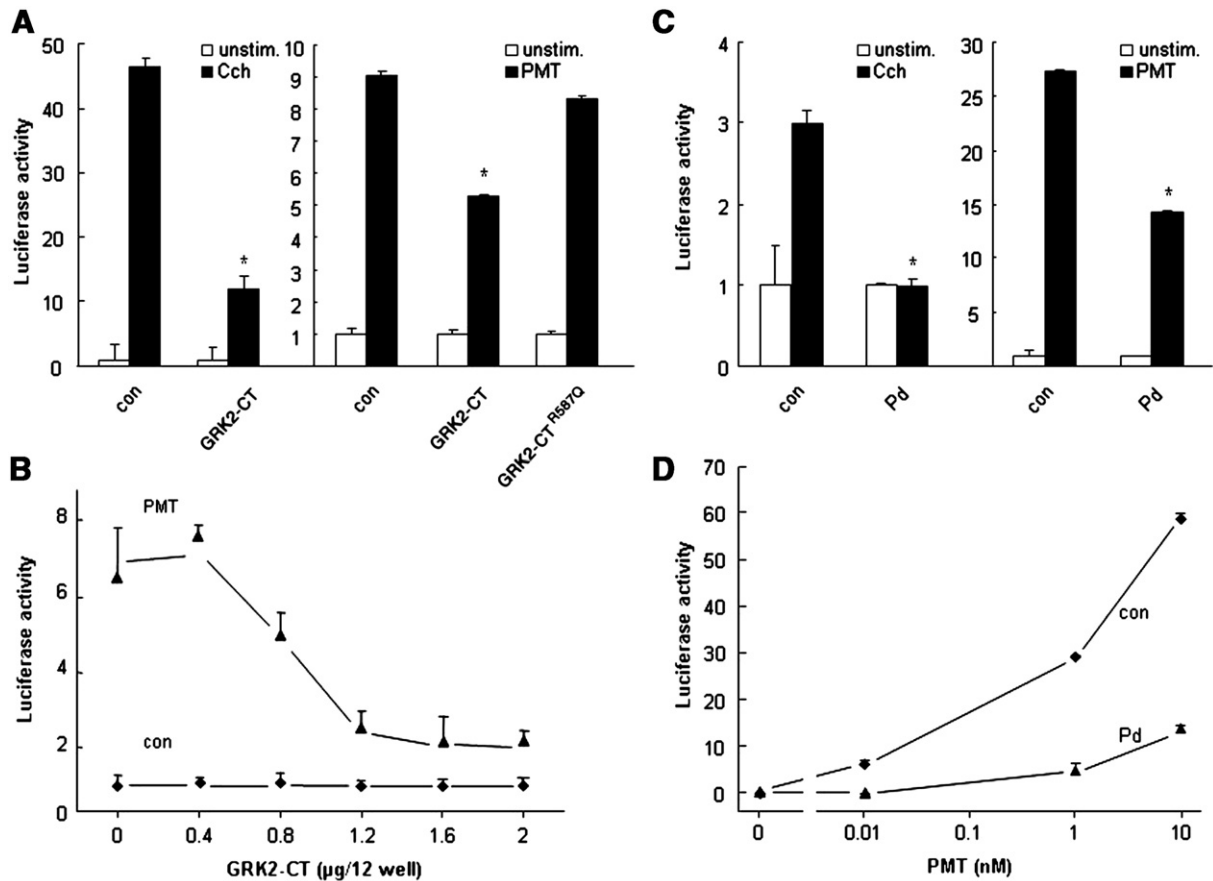 A
unstim.
Cch
unstim.
PMT
Luciferase activity
50
40
30
20
10
0
10
9
8
7
6
5
4
3
2
1
*
*
con
GRK2-CT
con
GRK2-CT
GRK2-CT R587Q
C
unstim.
Cch
unstim.
PMT
Luciferase activity
4
3
2
1
0
30
25
20
15
10
5
*
*
con
Pd
con
Pd
B
PMT
con
Luciferase activity
8
6
4
2
0
0
0.4
0.8
1.2
1.6
2
GRK2-CT (µg/12 well)
D
con
Pd
Luciferase activity
70
60
50
40
30
20
10
0
0
0.01
0.1
1
10
PMT (nM)